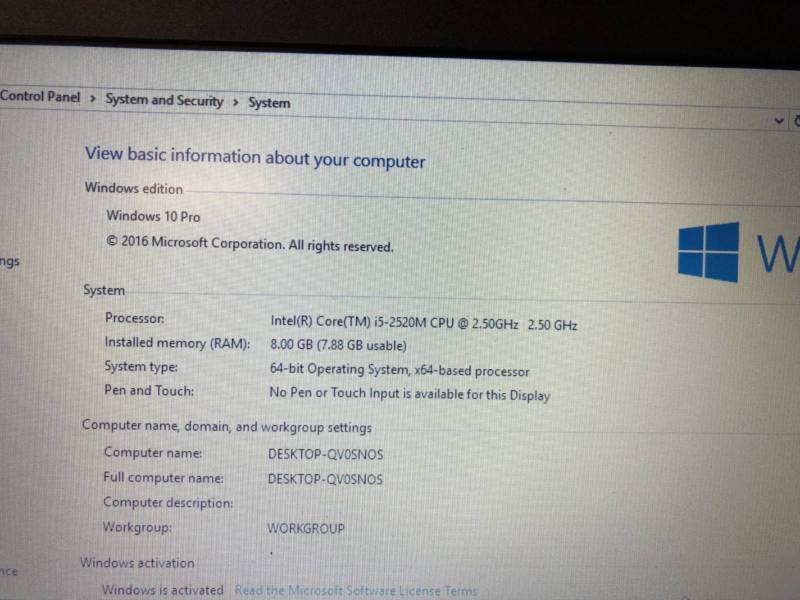 Control Panel > System and Security > System
View basic information about your computer
Windows edition
Windows 10 Pro
© 2016 Microsoft Corporation. All rights reserved.
ngs
W
System
Processor: Intel(R) Core(TM) i5-2520M CPU @ 2.50GHz 2.50 GHz
Installed memory (RAM): 8.00 GB (7.88 GB usable)
System type: 64-bit Operating System, x64-based processor
Pen and Touch: No Pen or Touch Input is available for this Display
Computer name, domain, and workgroup settings
Computer name: DESKTOP-QV0SNOS
Full computer name: DESKTOP-QV0SNOS
Computer description:
Workgroup: WORKGROUP
Windows activation
nce
Windows is activated Read the Microsoft Software License Terms